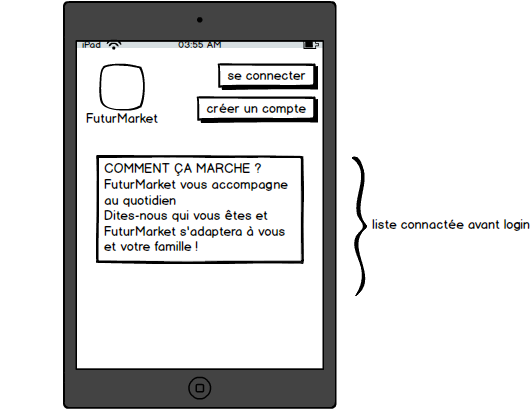 iPad 03:55 AM
se connecter
créer un compte
FuturMarket
COMMENT ÇA MARCHE ?
FuturMarket vous accompagne
au quotidien
Dites-nous qui vous êtes et
FuturMarket s'adaptera à vous
et votre famille !
liste connactée avant login